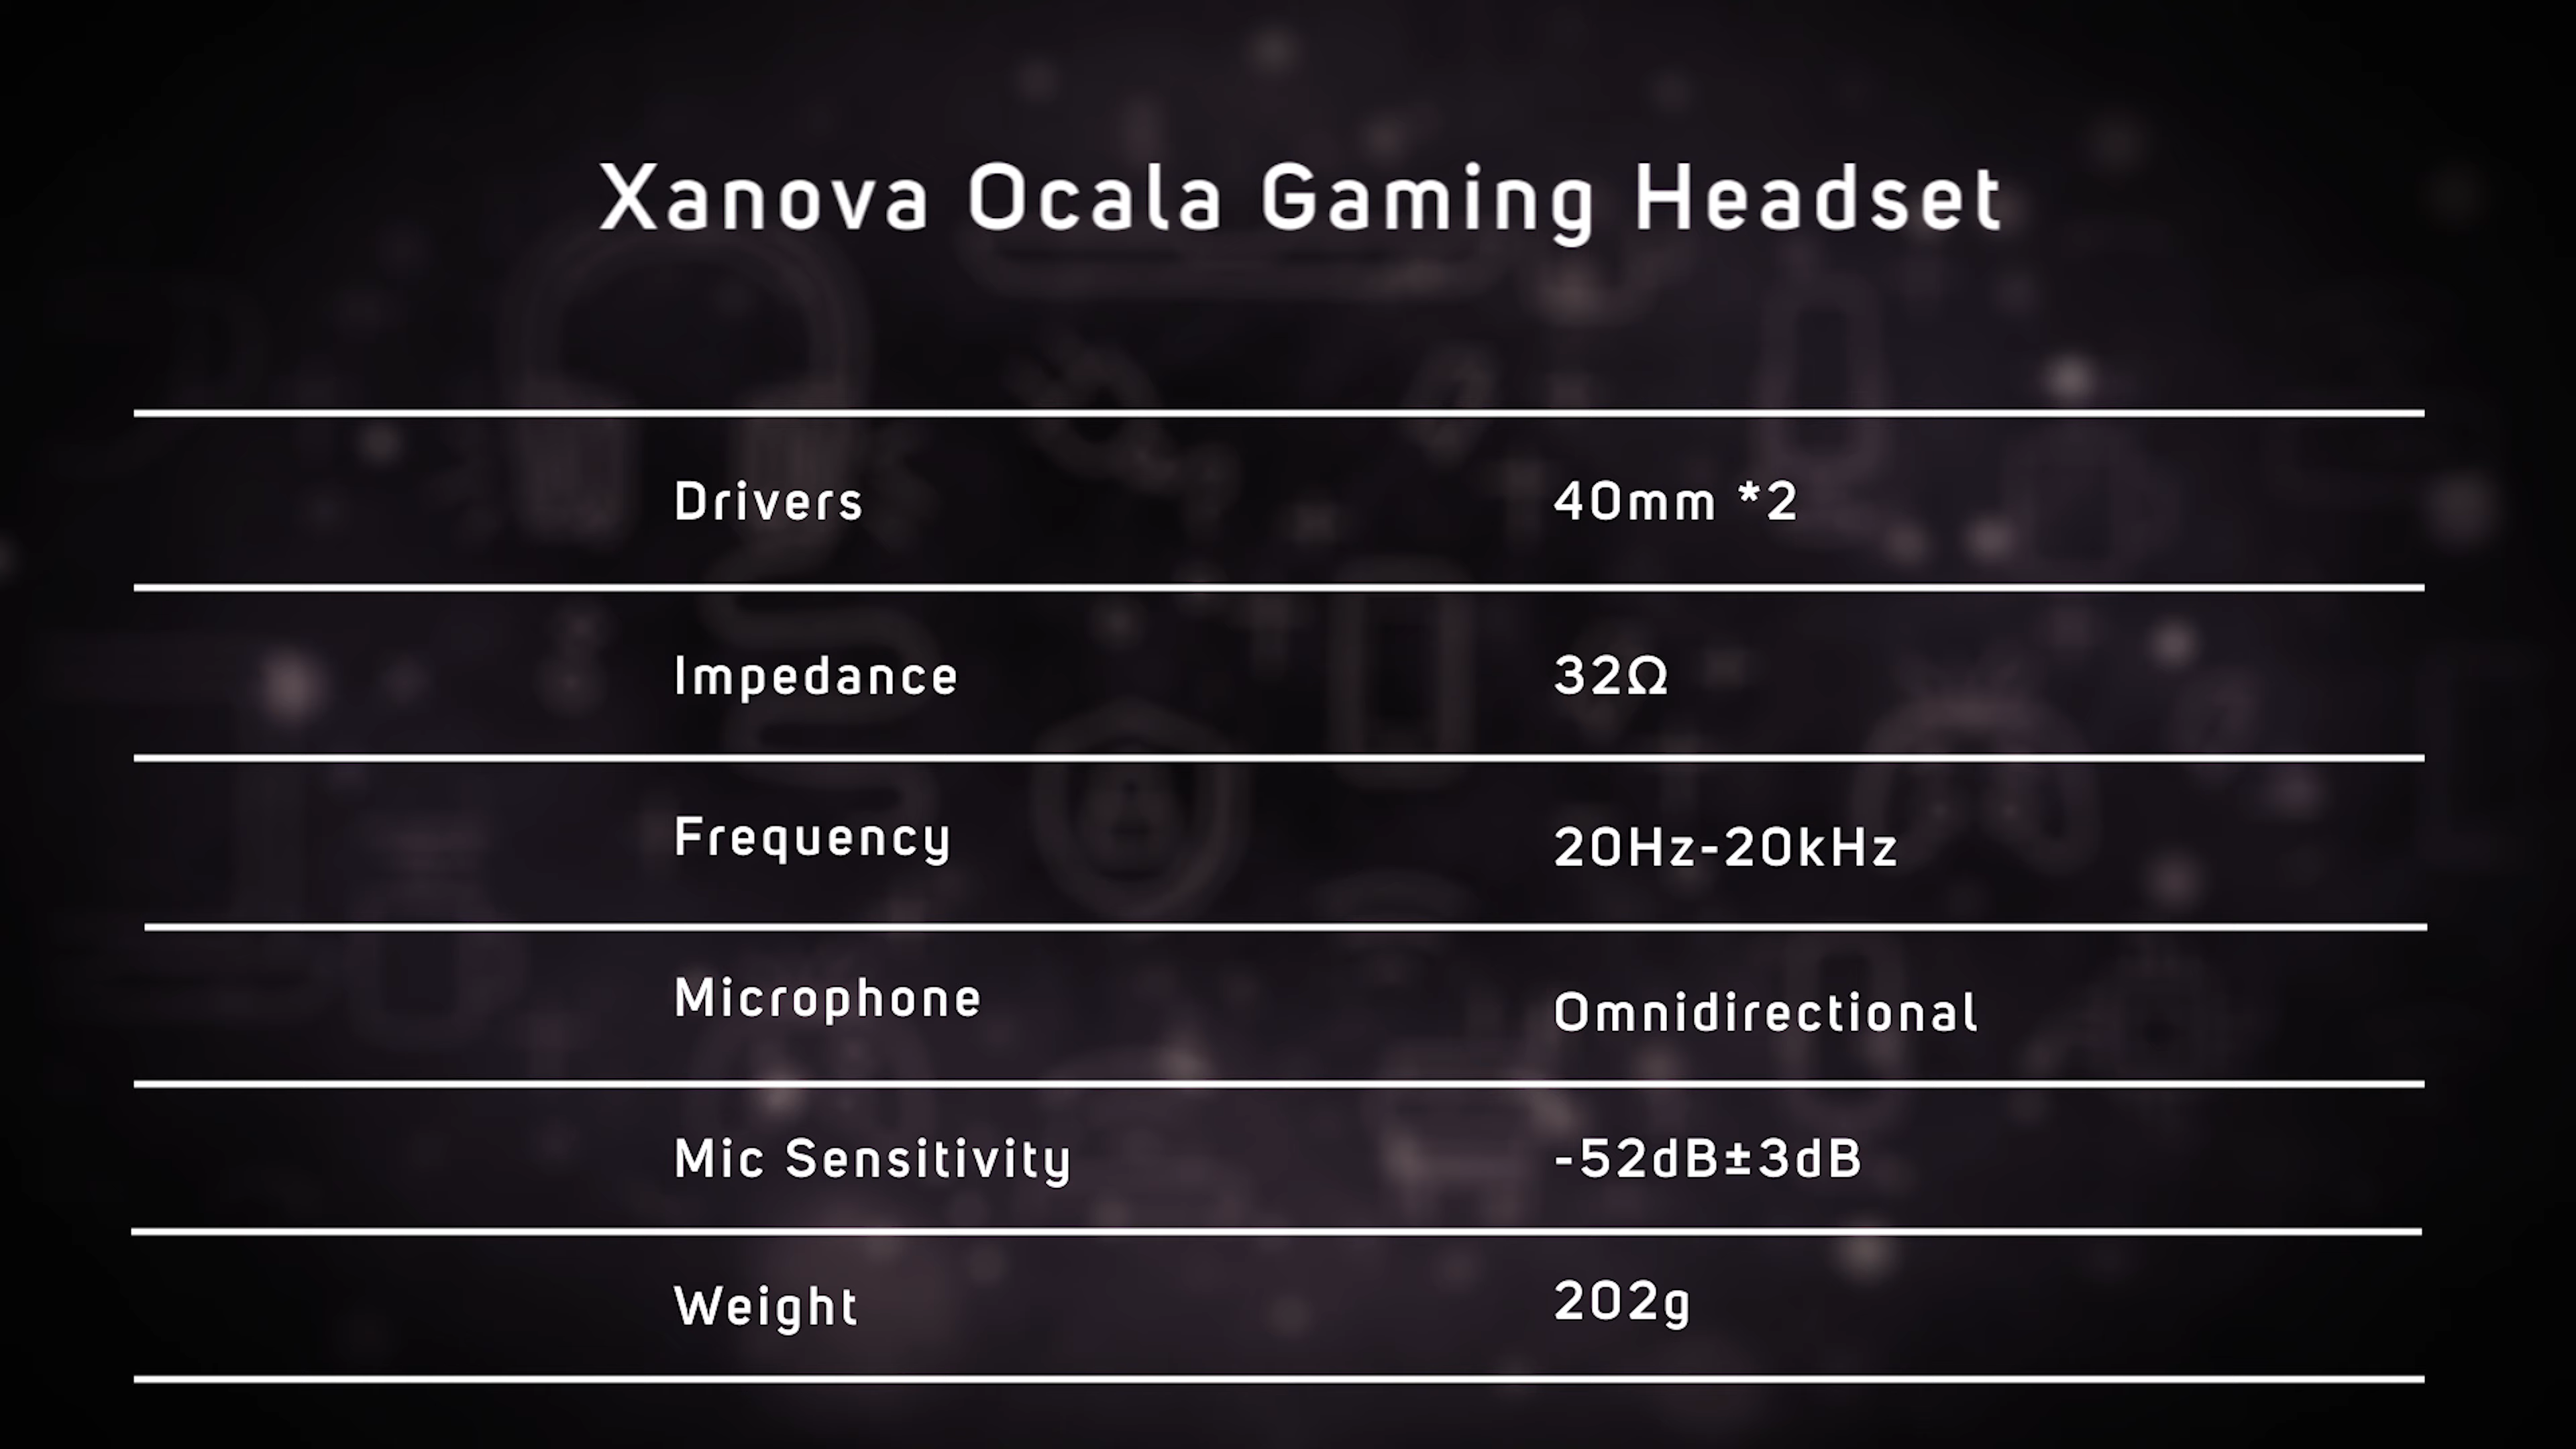 Xanova Ocala Gaming Headset
Drivers 40mm *2
Impedance 32Ω
Frequency 20Hz-20kHz
Microphone Omnidirectional
Mic Sensitivity -52dB±3dB
Weight 202g